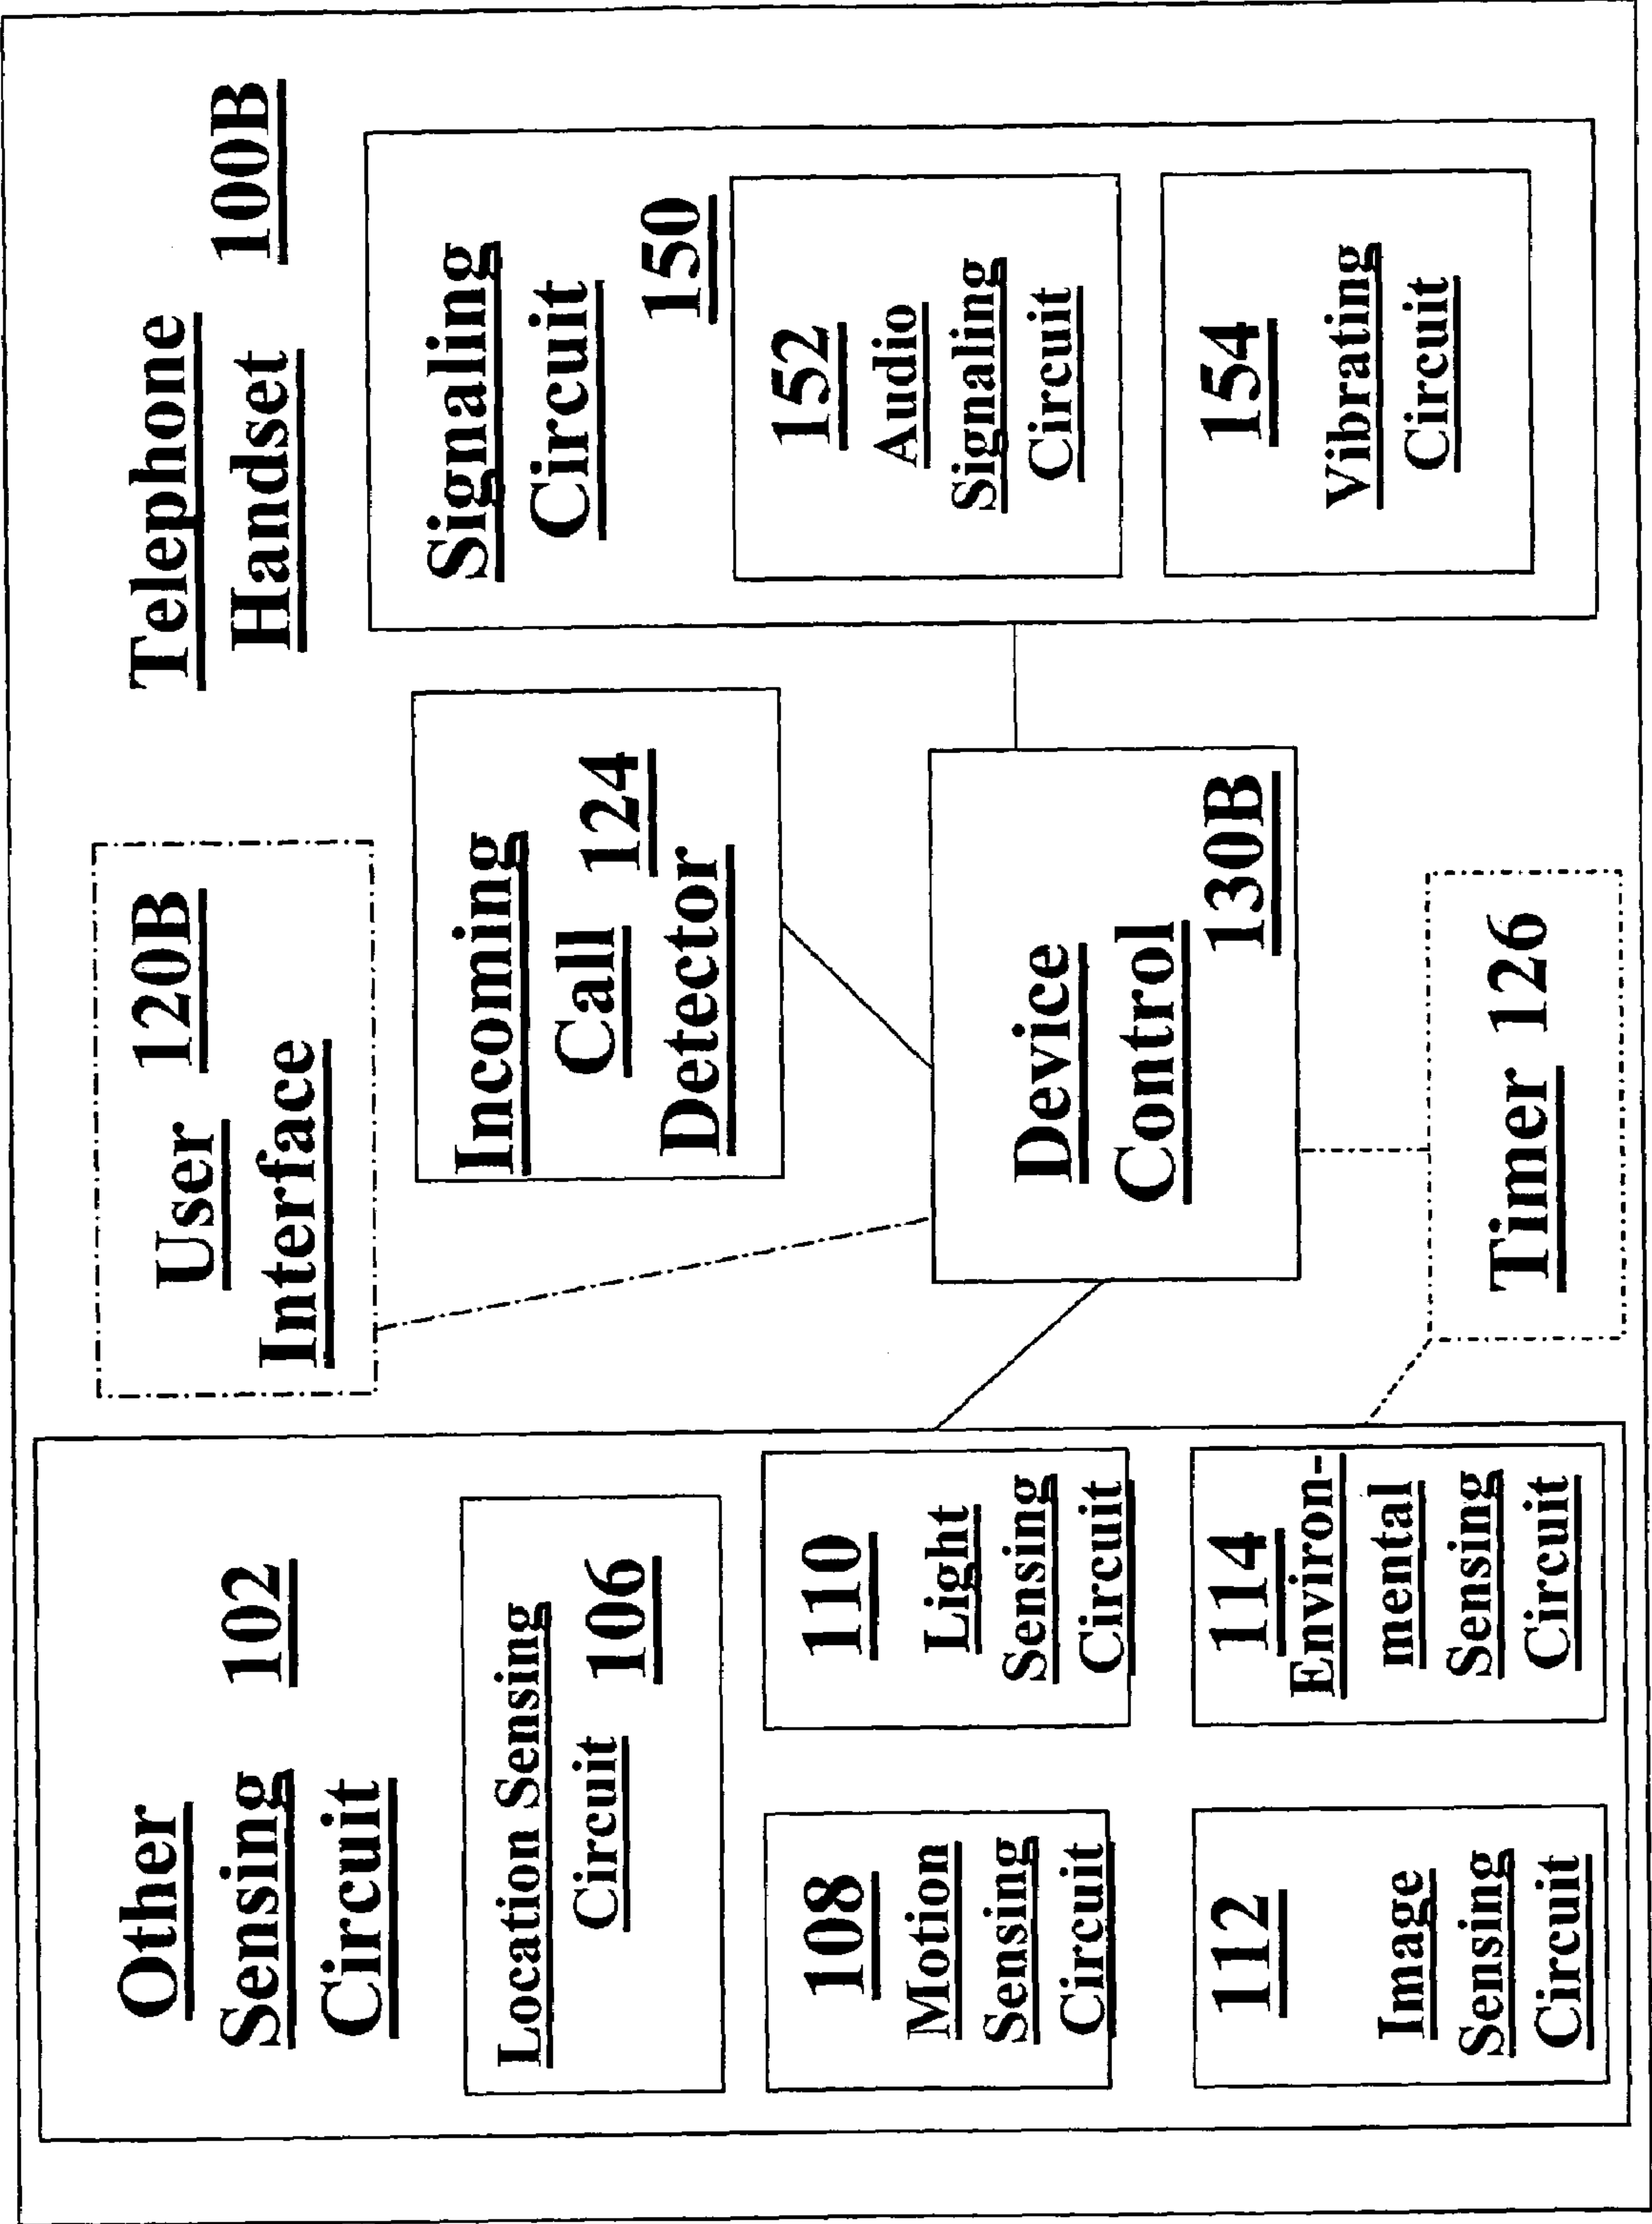 Telephone
Handset 100B
Other
Sensing 102
Circuit
Location Sensing
Circuit 106
108
Motion
Sensing
Circuit
110
Light
Sensing
Circuit
112
Image
Sensing
Circuit
114
Environ-
mental
Sensing
Circuit
User 120B
Interface
Incoming
Call 124
Detector
Device
Control
130B
Timer 126
Signaling
Circuit
150
152
Audio
Signaling
Circuit
154
Vibrating
Circuit